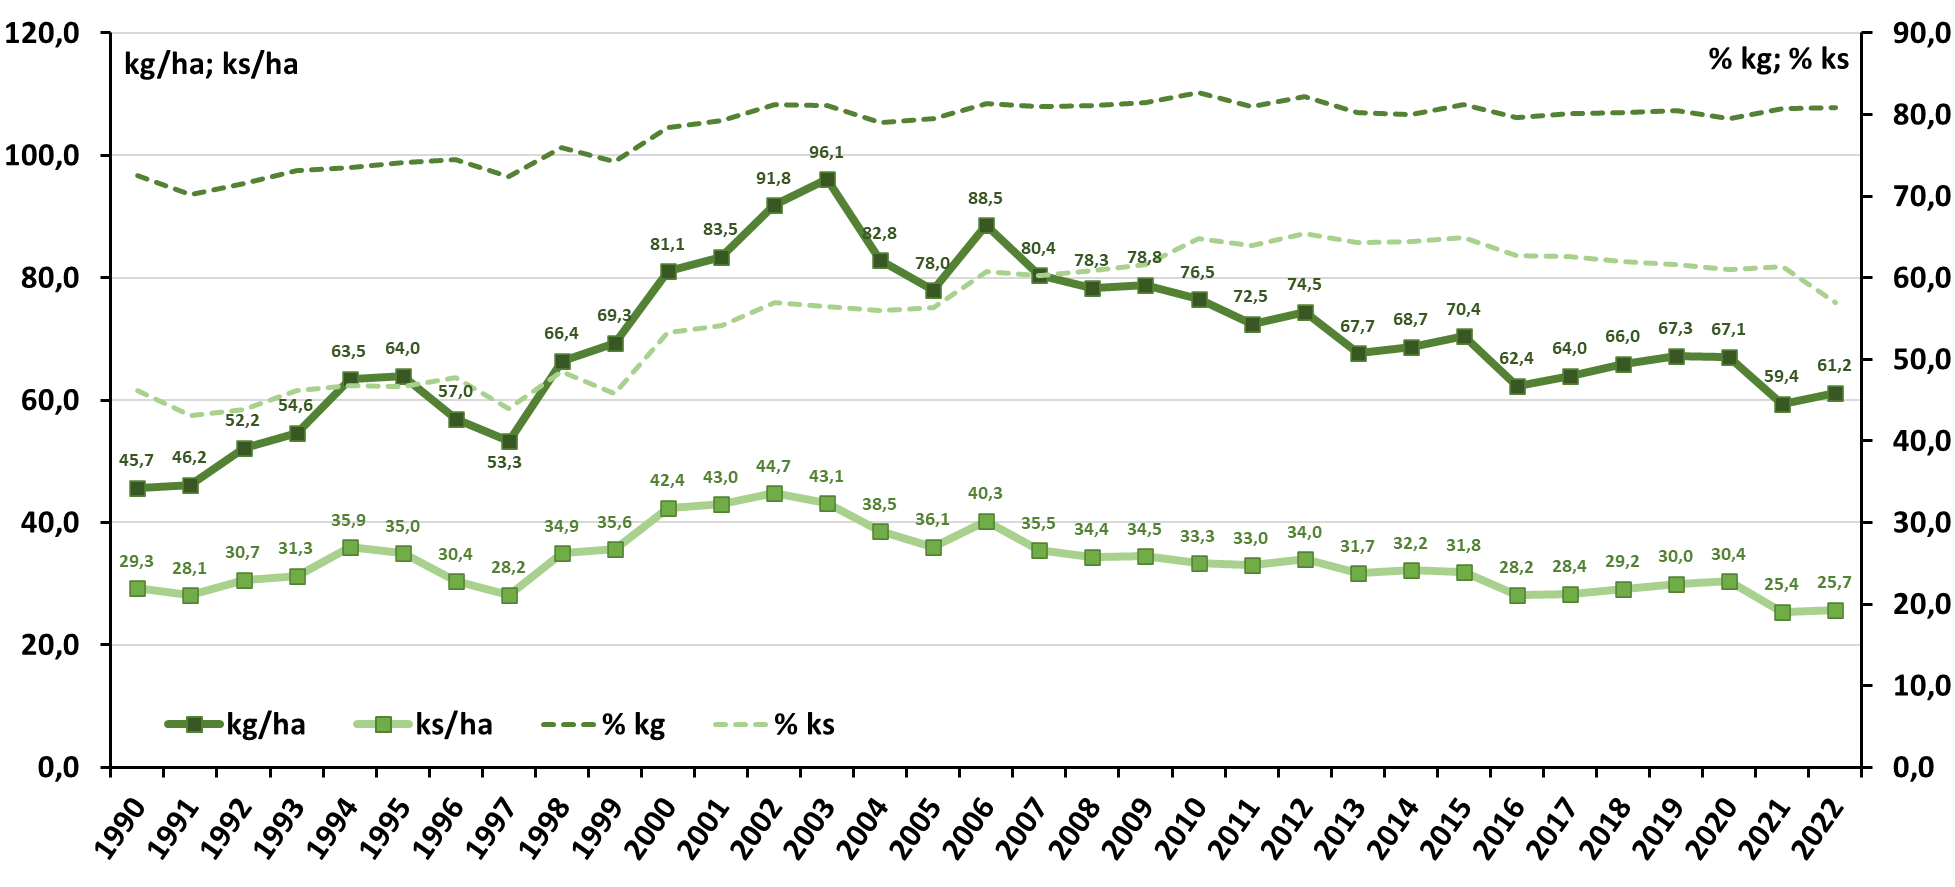 120,0
100,0
80,0
60,0
40,0
20,0
0,0
kg/ha; ks/ha
% kg; % ks
90,0
80,0
70,0
60,0
50,0
40,0
30,0
20,0
10,0
0,0
45,7 46,2 52,2 54,6 63,5 64,0 57,0 53,3 66,4 69,3 81,1 83,5 91,8 96,1 82,8 78,0 88,5 80,4 78,3 78,8 76,5 72,5 74,5 67,7 68,7 70,4 62,4 64,0 66,0 67,3 67,1 59,4 61,2
29,3 28,1 30,7 31,3 35,9 35,0 30,4 28,2 34,9 35,6 42,4 43,0 44,7 43,1 38,5 36,1 40,3 35,5 34,4 34,5 33,3 33,0 34,0 31,7 32,2 31,8 28,2 28,4 29,2 30,0 30,4 25,4 25,7
kg/ha ks/ha % kg % ks
1990 1991 1992 1993 1994 1995 1996 1997 1998 1999 2000 2001 2002 2003 2004 2005 2006 2007 2008 2009 2010 2011 2012 2013 2014 2015 2016 2017 2018 2019 2020 2021 2022